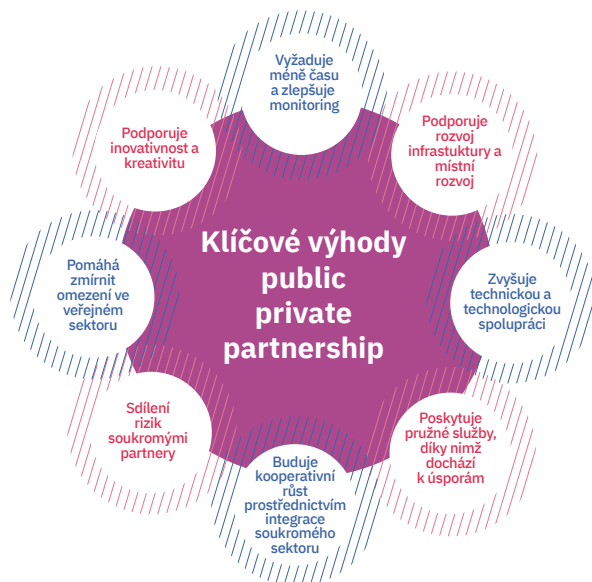 Vyžaduje
méně času
a zlepšuje
monitoring
Podporuje
rozvoj
infrastuktury a
místní
rozvoj
Zvyšuje
technickou a
technologickou
spolupráci
Poskytuje
pružné služby,
díky nimž
dochází
k úsporám
Buduje
kooperativní
růst
prostřednictvím
integrace
soukromého
sektoru
Sdílení
rizik
soukromými
partnery
Pomáhá
zmírnit
omezení ve
veřejném
sektoru
Podporuje
inovativnost a
kreativitu
Klíčové výhody
public
private
partnership